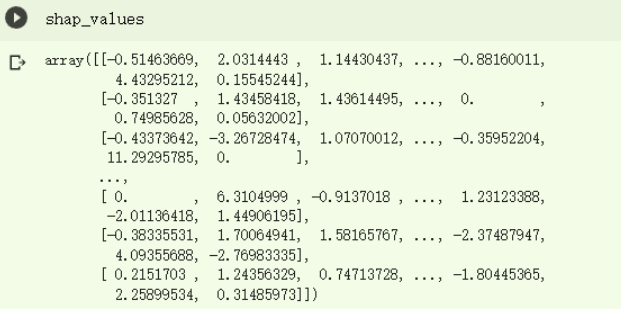 shap_values
array([[-0.51463669, 2.0314443 , 1.14430437, ..., -0.88160011,
4.43295212, 0.15545244],
[-0.351327 , 1.43458418, 1.43614495, ..., 0. ,
0.74985628, 0.05632002],
[-0.43373642, -3.26728474, 1.07070012, ..., -0.35952204,
11.29295785, 0. ],
...,
[ 0. , 6.3104999 , -0.9137018 , ..., 1.23123388,
-2.01136418, 1.44906195],
[-0.38335531, 1.70064941, 1.58165767, ..., -2.37487947,
4.09355688, -2.76983335],
[ 0.2151703 , 1.24356329, 0.74713728, ..., -1.80445365,
2.25899534, 0.31485973]])